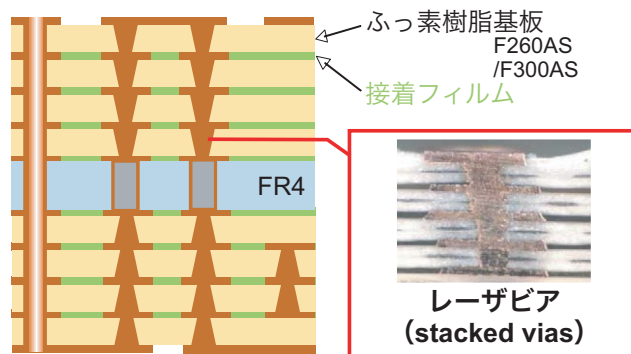 ふっ素樹脂基板
F260AS
/F300AS
接着フィルム
FR4
レーザビア
（stacked vias）